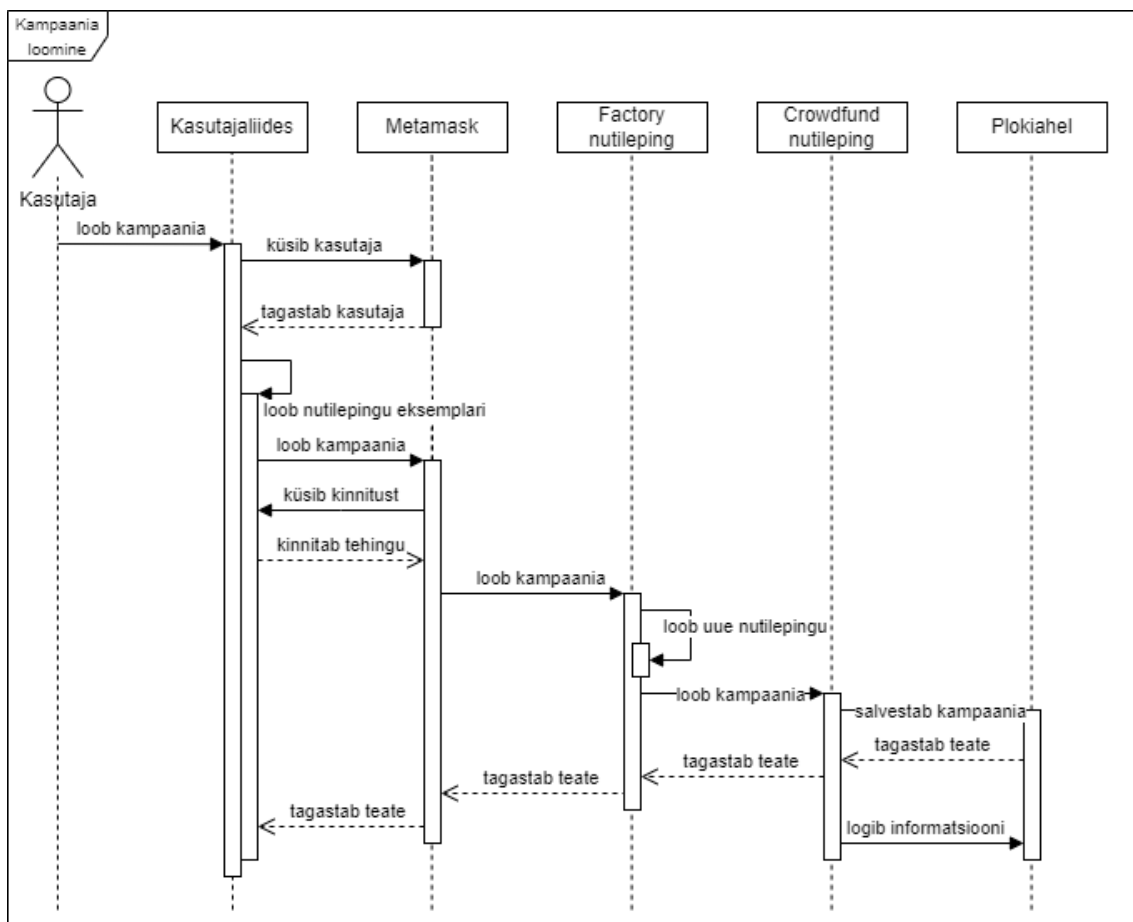 Kampaania
loomine
Kasutaja
Kasutajaliides
Metamask
Factory
nutileping
Crowdfund
nutileping
Plokiahel
loob kampaania
küsib kasutaja
tagastab kasutaja
loob nutilepingu eksemplari
loob kampaania
küsib kinnitust
kinnitab tehingu
loob kampaania
loob uue nutilepingu
loob kampaania
salvestab kampaania
tagastab teate
tagastab teate
tagastab teate
tagastab teate
logib informatsiooni